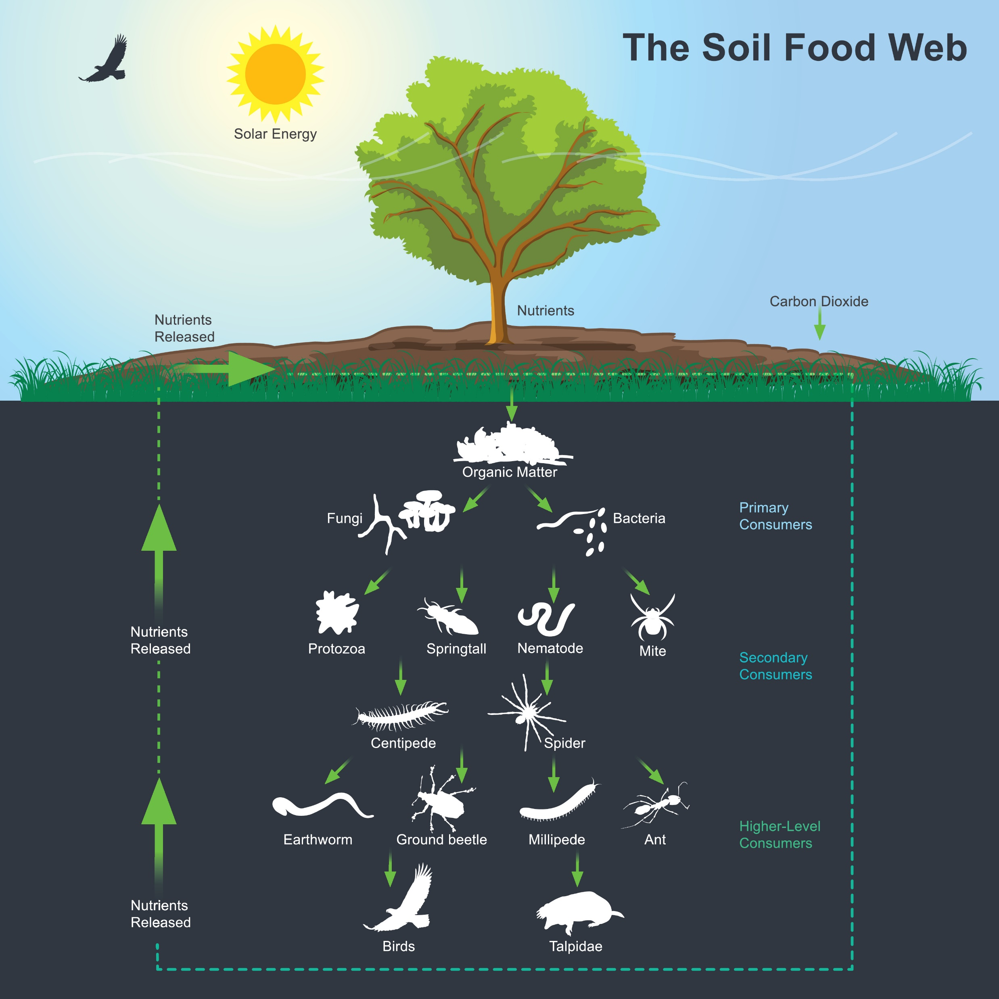 The Soil Food Web
Solar Energy
Nutrients
Released
Nutrients
Carbon Dioxide
Organic Matter
Fungi
Bacteria
Primary
Consumers
Nutrients
Released
Protozoa
Springtall
Nematode
Mite
Secondary
Consumers
Centipede
Spider
Earthworm
Ground beetle
Millipede
Ant
Higher-Level
Consumers
Nutrients
Released
Birds
Talpidae